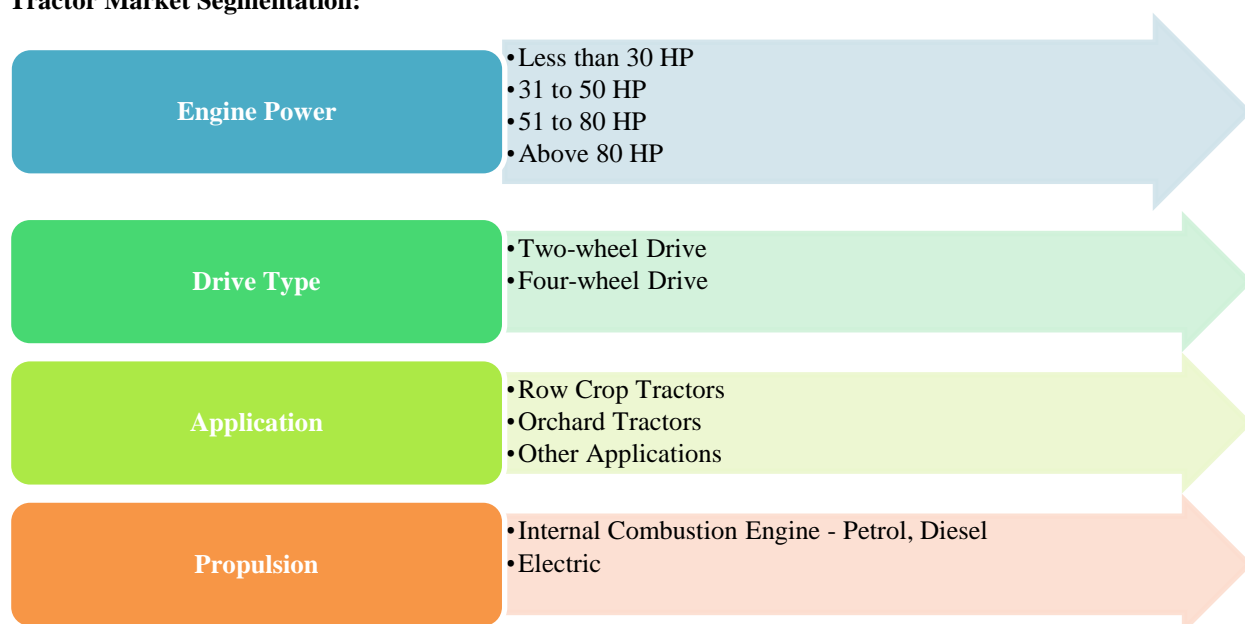 Tractor Market Segmentation:
Engine Power
•Less than 30 HP
•31 to 50 HP
•51 to 80 HP
•Above 80 HP
Drive Type
•Two-wheel Drive
•Four-wheel Drive
Application
•Row Crop Tractors
•Orchard Tractors
•Other Applications
Propulsion
•Internal Combustion Engine - Petrol, Diesel
•Electric